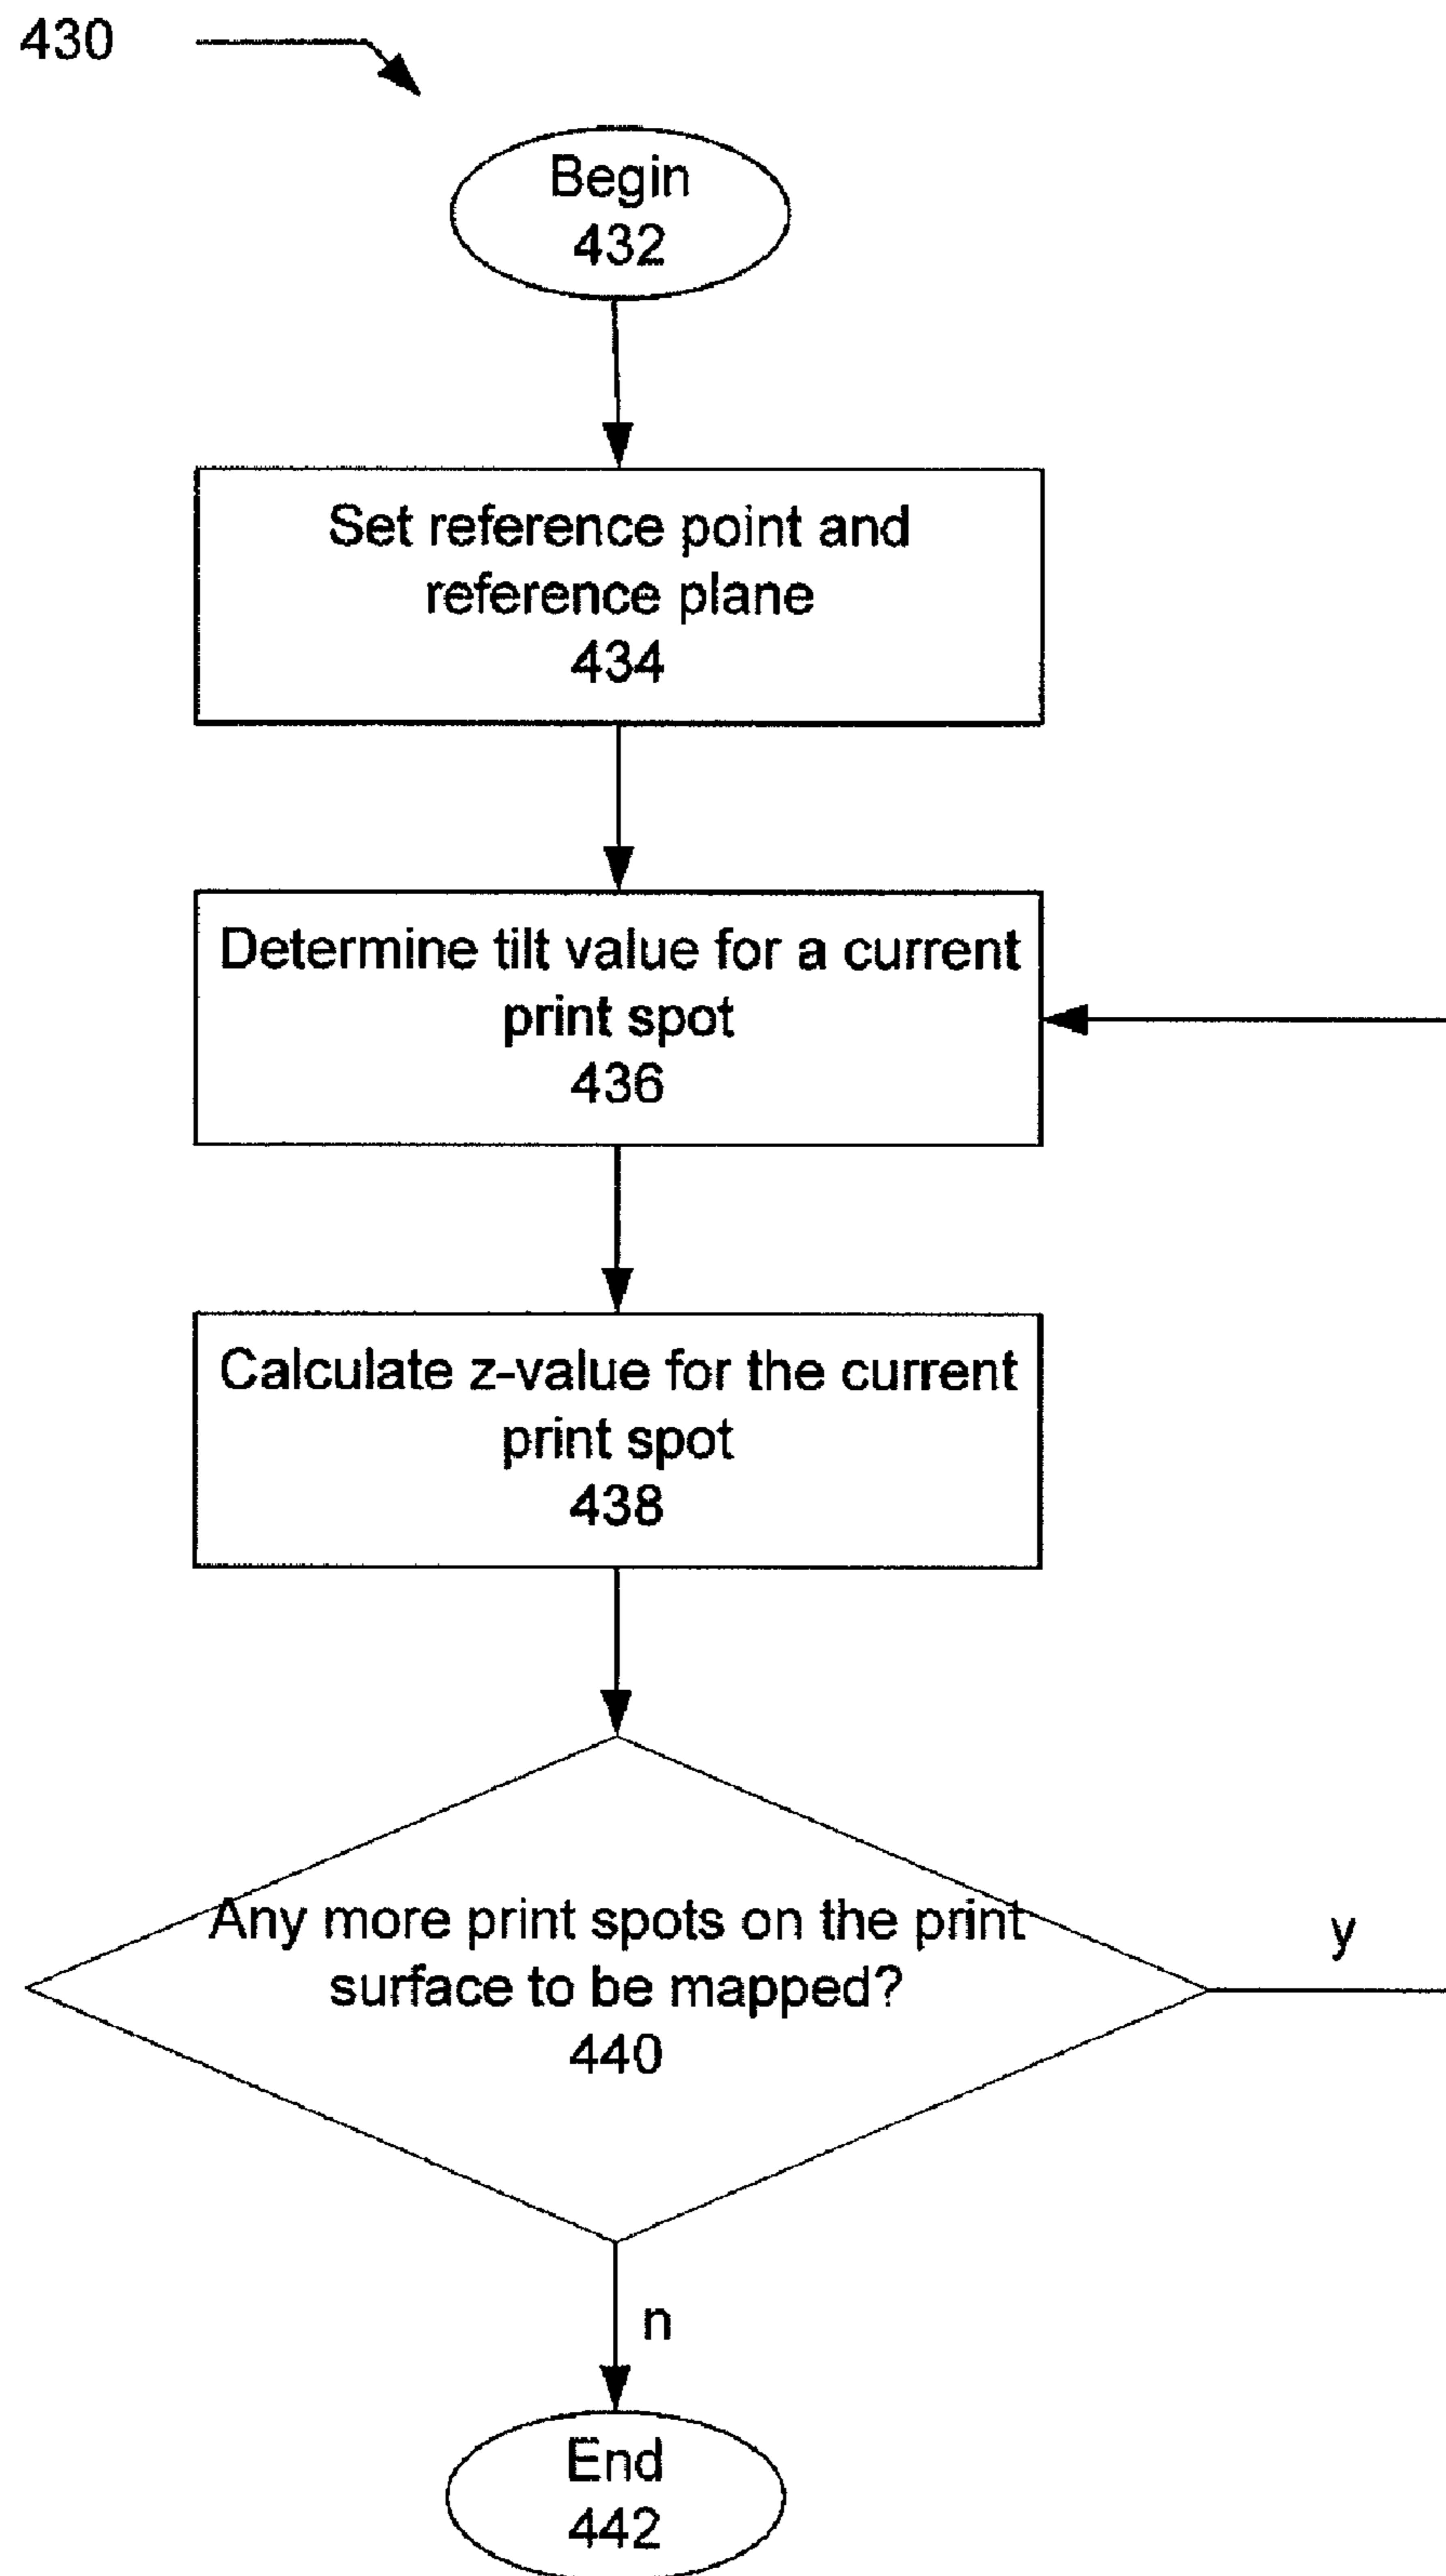 430
Begin
432
Set reference point and
reference plane
434
Determine tilt value for a current
print spot
436
Calculate z-value for the current
print spot
438
Any more print spots on the print
surface to be mapped?
440
y
n
End
442